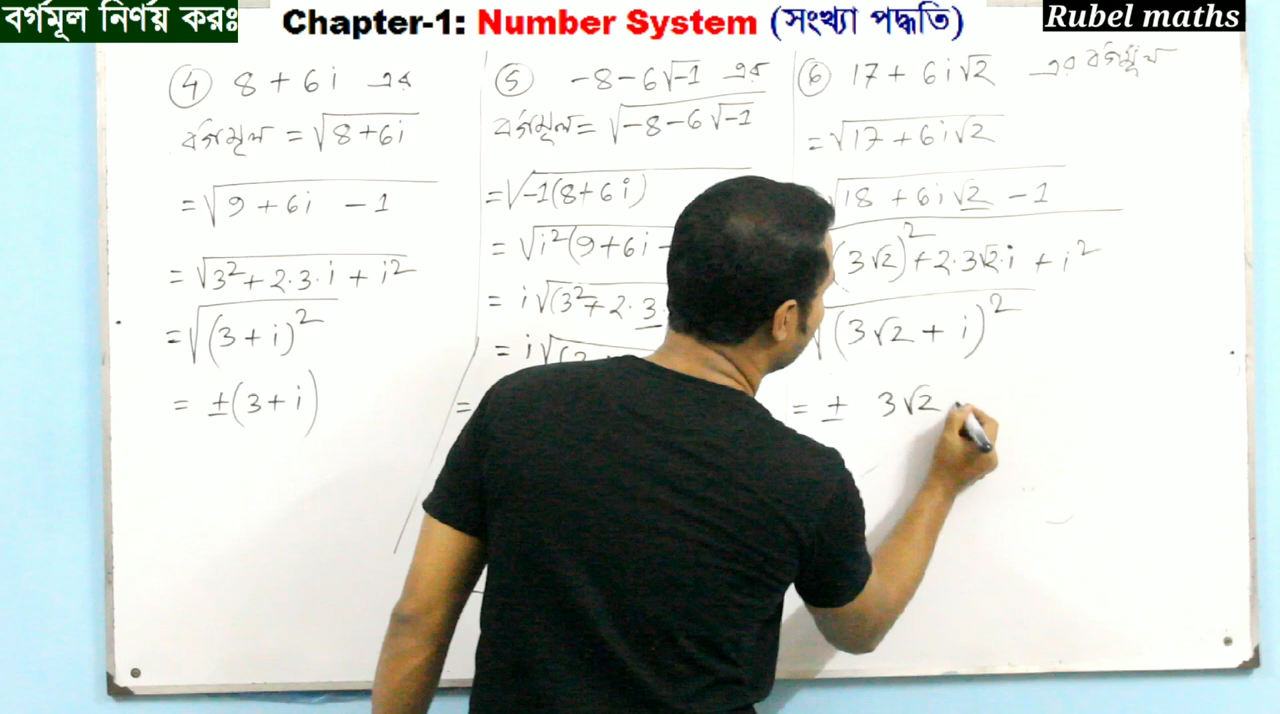 বর্গমূল নির্ণয় করঃ
Chapter-1: Number System (সংখ্যা পদ্ধতি)
Rubel maths
④ 8 + 6i এর
বর্গমূল = √8+6i
= √9+6i -1
= √3²+2·3·i+i²
= √(3+i)²
= ±(3+i)
⑤ -8-6√-1 এর
বর্গমূল = √-8-6√-1
= √-1(8+6i)
= √i²(9+6i
= i√(3²+2·3
= i√(
=
⑥ 17+6i√2 এর বর্গমূল
= √17+6i√2
√18+6i√2-1
(3√2)²+2·3√2·i+i²
√(3√2+i)²
= ± 3√2